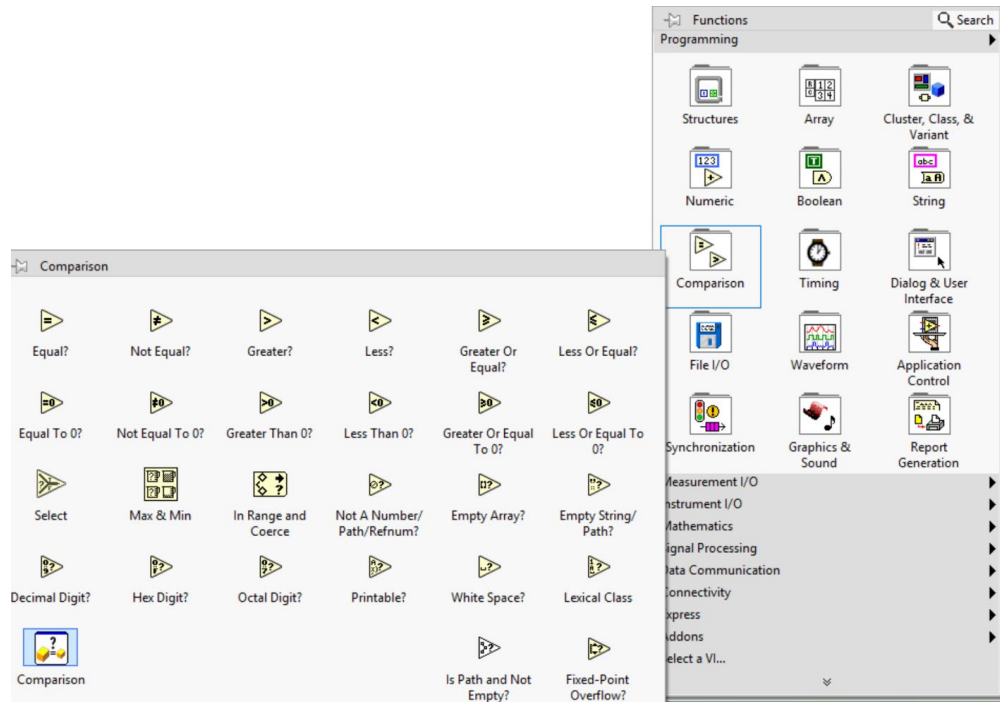 Functions
Search
Programming
Structures
Array
Cluster, Class, &
Variant
Numeric
Boolean
String
Comparison
Timing
Dialog & User
Interface
File I/O
Waveform
Application
Control
Synchronization
Graphics &
Sound
Report
Generation
Measurement I/O
nstrument I/O
Mathematics
ignal Processing
Data Communication
Connectivity
xpress
Addons
elect a VI...
Comparison
Equal?
Not Equal?
Greater?
Less?
Greater Or
Equal?
Less Or Equal?
Equal To 0?
Not Equal To 0?
Greater Than 0?
Less Than 0?
Greater Or Equal
To 0?
Less Or Equal To
0?
Select
Max & Min
In Range and
Coerce
Not A Number/
Path/Refnum?
Empty Array?
Empty String/
Path?
Decimal Digit?
Hex Digit?
Octal Digit?
Printable?
White Space?
Lexical Class
Comparison
Is Path and Not
Empty?
Fixed-Point
Overflow?